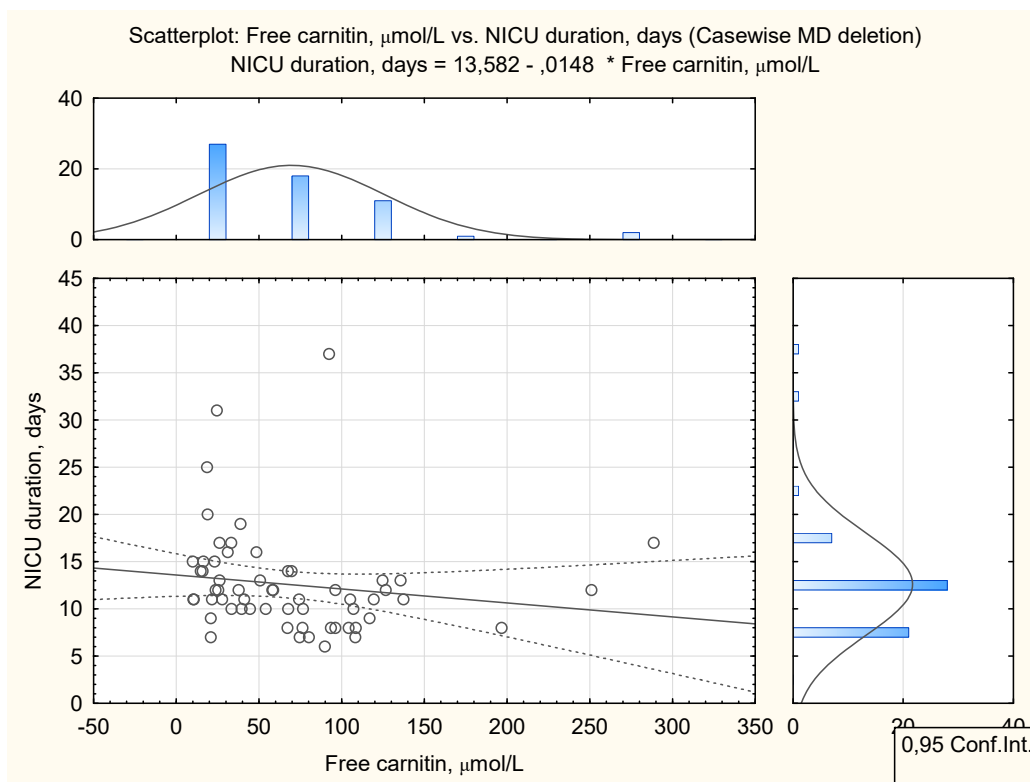 Scatterplot: Free carnitin, μmol/L vs. NICU duration, days (Casewise MD deletion)
NICU duration, days = 13,582 - ,0148 * Free carnitin, μmol/L
40
20
0
45
40
35
30
25
20
15
10
5
0
NICU duration, days
-50 0 50 100 150 200 250 300 350
Free carnitin, μmol/L
0 20 40
0,95 Conf.Int.